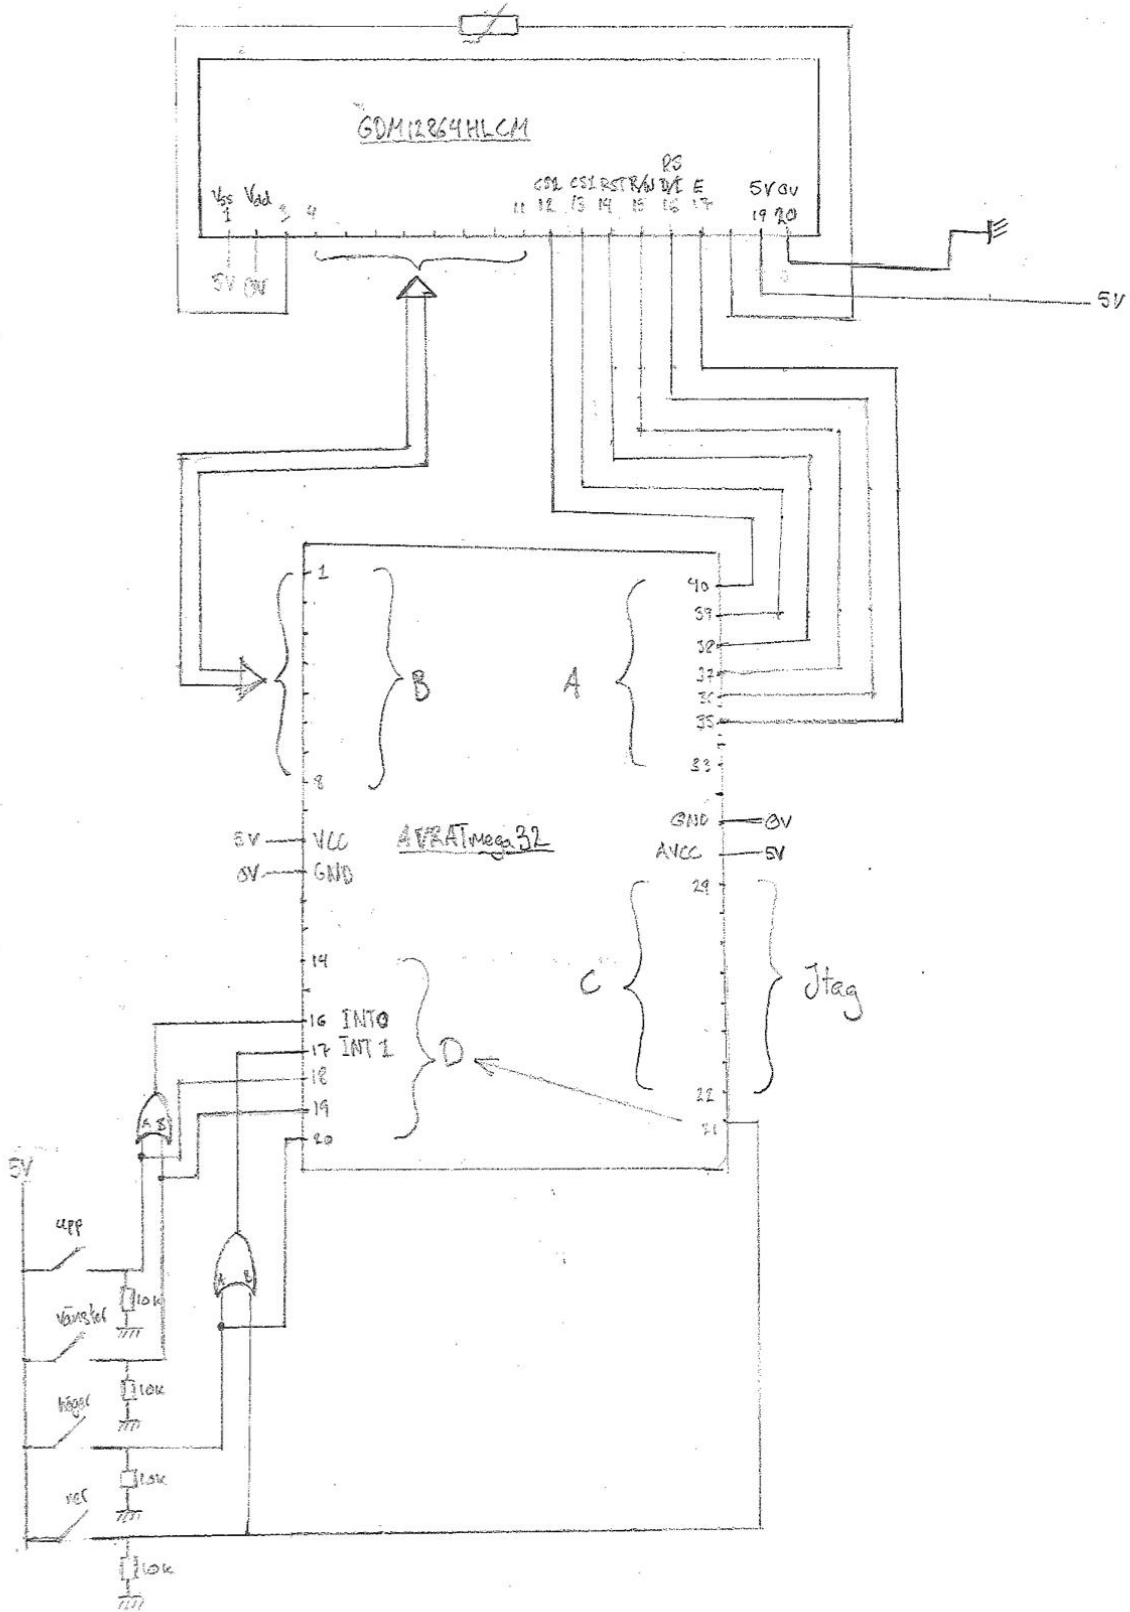 GDM12864HLCM
Vss Vdd
1 3 4 11
CS2 CS1 RST R/W RS D/I E
12 13 14 15 16 17
5V 0V
19 20
5V 0V
5V
1
40
39
38
37
36
35
B A
33
8
AVRATmega32
5V VCC
0V GND
GND 0V
AVCC 5V
29
14
C Jtag
16 INT0
17 INT1
D
18
22
19
21
20
A B
5V
upp
10k
A B
vänster
10k
höger
10k
ner
10k